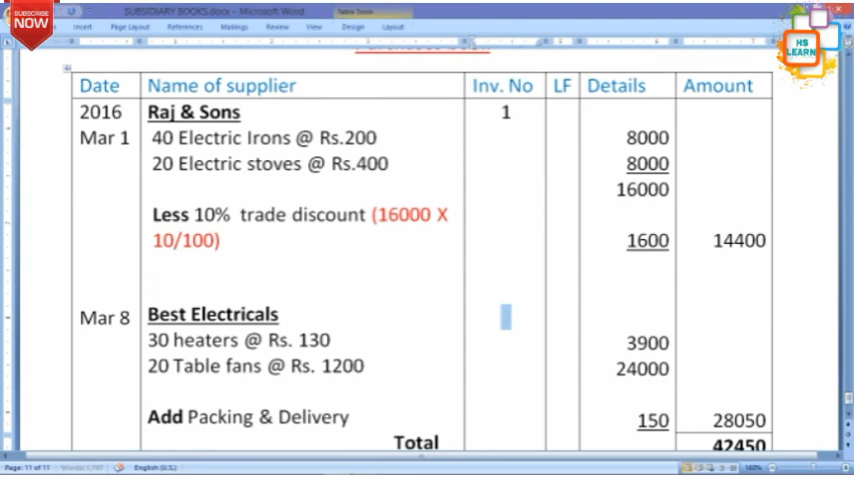 SUBSCRIBE
NOW
SUBSIDIARY BOOKS.docx - Microsoft Word
Table Tools
Insert Page Layout References Mailings Review View Design Layout
HS
LEARN
Date Name of supplier Inv. No LF Details Amount
2016 Raj & Sons 1
Mar 1 40 Electric Irons @ Rs.200 8000
20 Electric stoves @ Rs.400 8000
16000
Less 10% trade discount (16000 X
10/100) 1600 14400
Mar 8 Best Electricals
30 heaters @ Rs. 130 3900
20 Table fans @ Rs. 1200 24000
Add Packing & Delivery 150 28050
Total 42450
Page: 11 of 11 English (U.S.)